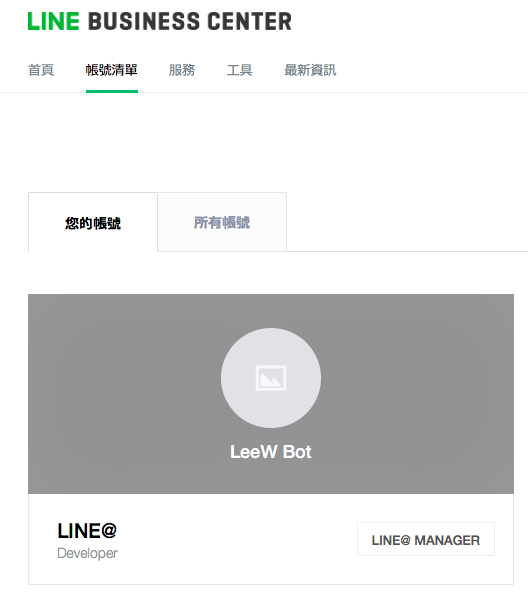 LINE BUSINESS CENTER
首頁 帳號清單 服務 工具 最新資訊
您的帳號 所有帳號
LeeW Bot
LINE@
Developer
LINE@ MANAGER